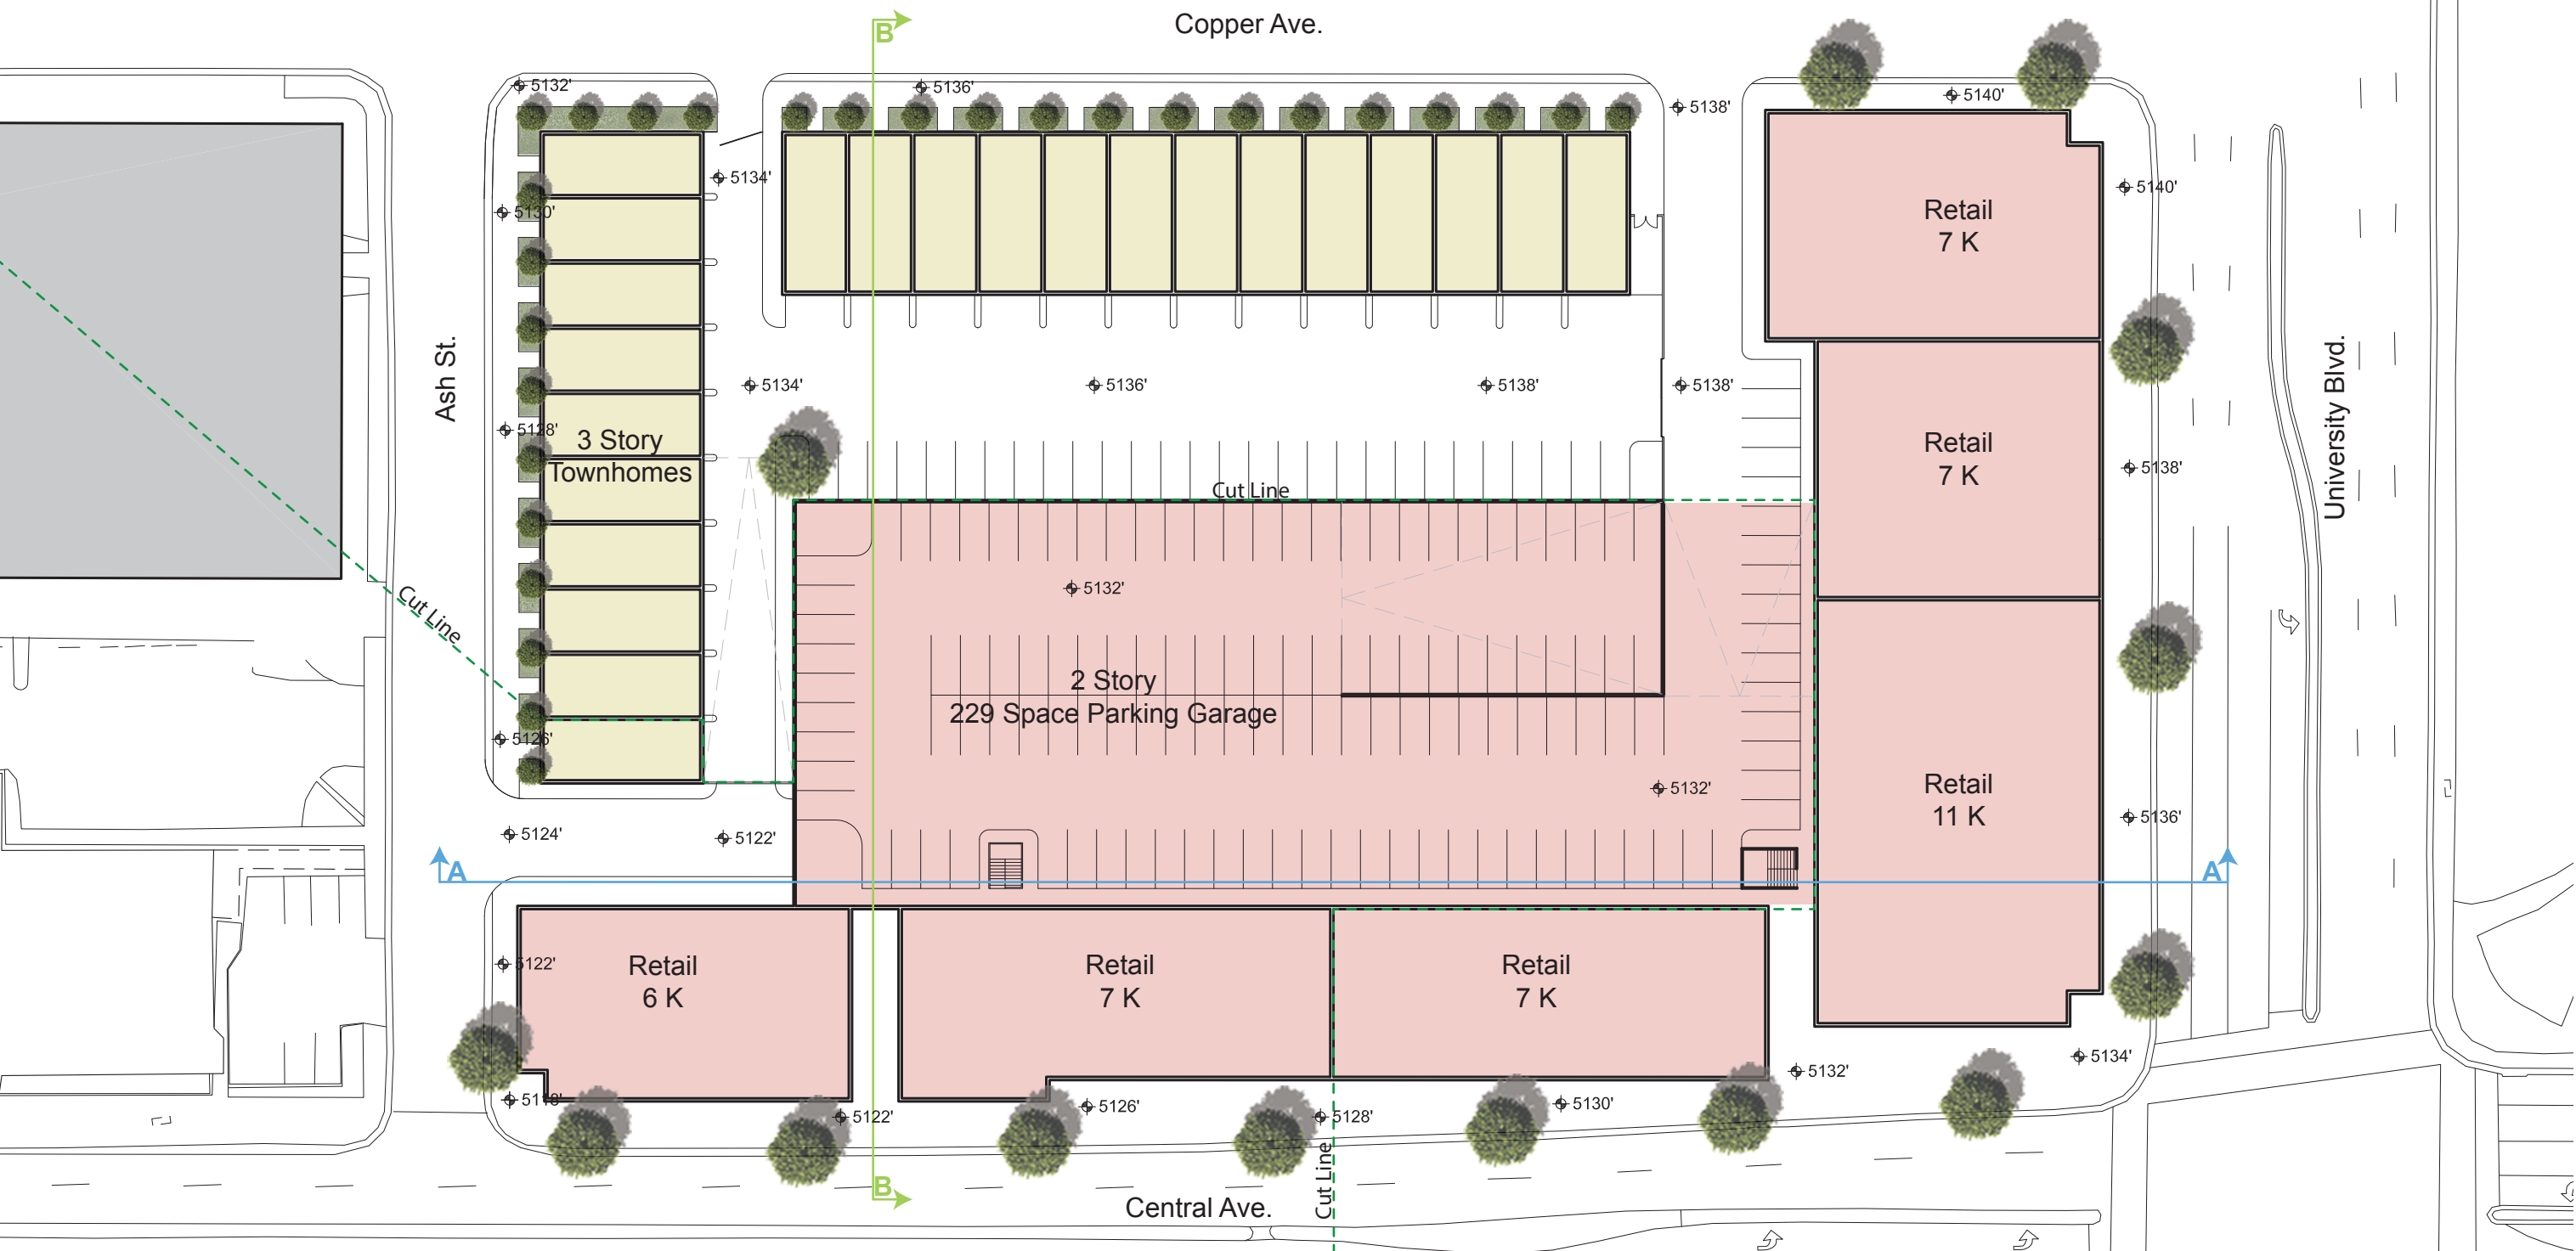 B
Copper Ave.
5132'
5136'
5138'
5140'
5134'
5140'
5130'
Retail
7 K
Ash St.
University Blvd.
5134'
5136'
5138'
5138'
5128'
3 Story
Townhomes
Retail
7 K
5138'
Cut Line
Cut Line
5132'
2 Story
229 Space Parking Garage
5126'
5132'
Retail
11 K
5136'
5124'
5122'
A
A
5122'
Retail
6 K
Retail
7 K
Retail
7 K
5132'
5134'
5118'
5122'
5126'
5128'
5130'
Cut Line
B
Central Ave.